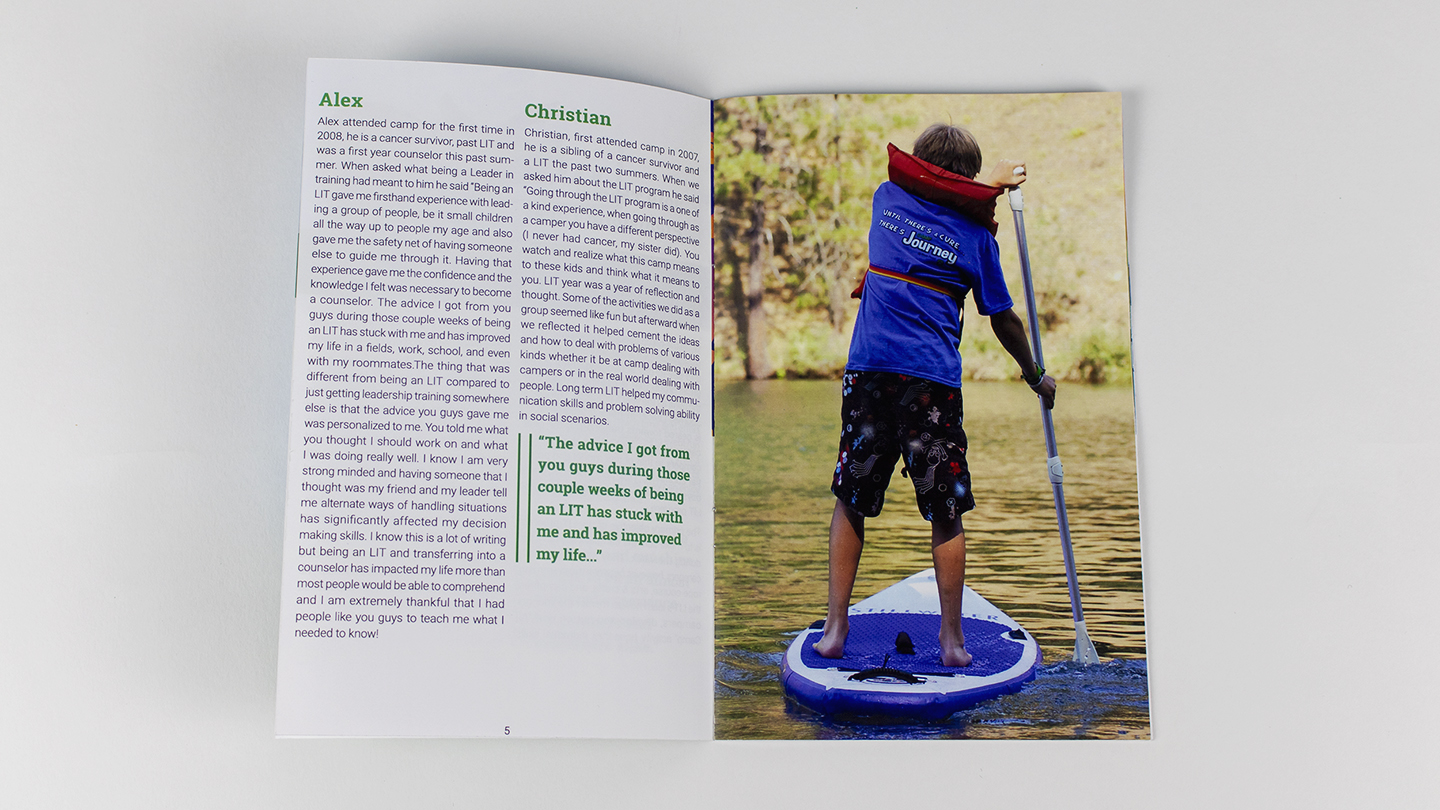 Alex
Alex attended camp for the first time in
2008, he is a cancer survivor, past LIT and
was a first year counselor this past sum-
mer. When asked what being a Leader in
training had meant to him he said "Being an
LIT gave me firsthand experience with lead-
ing a group of people, be it small children
all the way up to people my age and also
gave me the safety net of having someone
else to guide me through it. Having that
experience gave me the confidence and the
knowledge I felt was necessary to become
a counselor. The advice I got from you
guys during those couple weeks of being
an LIT has stuck with me and has improved
my life in a fields, work, school, and even
with my roommates.The thing that was
different from being an LIT compared to
just getting leadership training somewhere
else is that the advice you guys gave me
was personalized to me. You told me what
you thought I should work on and what
I was doing really well. I know I am very
strong minded and having someone that I
thought was my friend and my leader tell
me alternate ways of handling situations
has significantly affected my decision
making skills. I know this is a lot of writing
but being an LIT and transferring into a
counselor has impacted my life more than
most people would be able to comprehend
and I am extremely thankful that I had
people like you guys to teach me what I
needed to know!
Christian
Christian, first attended camp in 2007,
he is a sibling of a cancer survivor and
a LIT the past two summers. When we
asked him about the LIT program he said
"Going through the LIT program is a one of
a kind experience, when going through as
a camper you have a different perspective
(I never had cancer, my sister did). You
watch and realize what this camp means
to these kids and think what it means to
you. LIT year was a year of reflection and
thought. Some of the activities we did as a
group seemed like fun but afterward when
we reflected it helped cement the ideas
and how to deal with problems of various
kinds whether it be at camp dealing with
campers or in the real world dealing with
people. Long term LIT helped my commu-
nication skills and problem solving ability
in social scenarios.
"The advice I got from
you guys during those
couple weeks of being
an LIT has stuck with
me and has improved
my life..."
5
UNTIL THERE'S A CURE
THERE'S Journey
STILLWATER